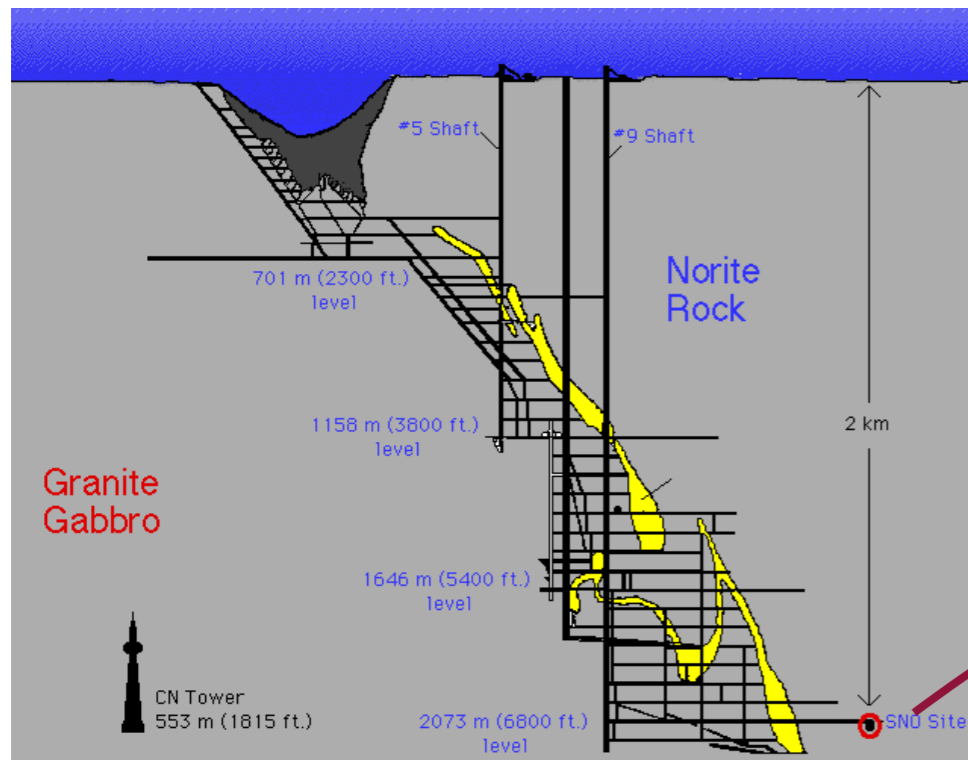 #5 Shaft
#9 Shaft
701 m (2300 ft.)
level
Norite
Rock
1158 m (3800 ft.)
level
2 km
Granite
Gabbro
1646 m (5400 ft.)
level
CN Tower
553 m (1815 ft.)
2073 m (6800 ft.)
level
SNO Site